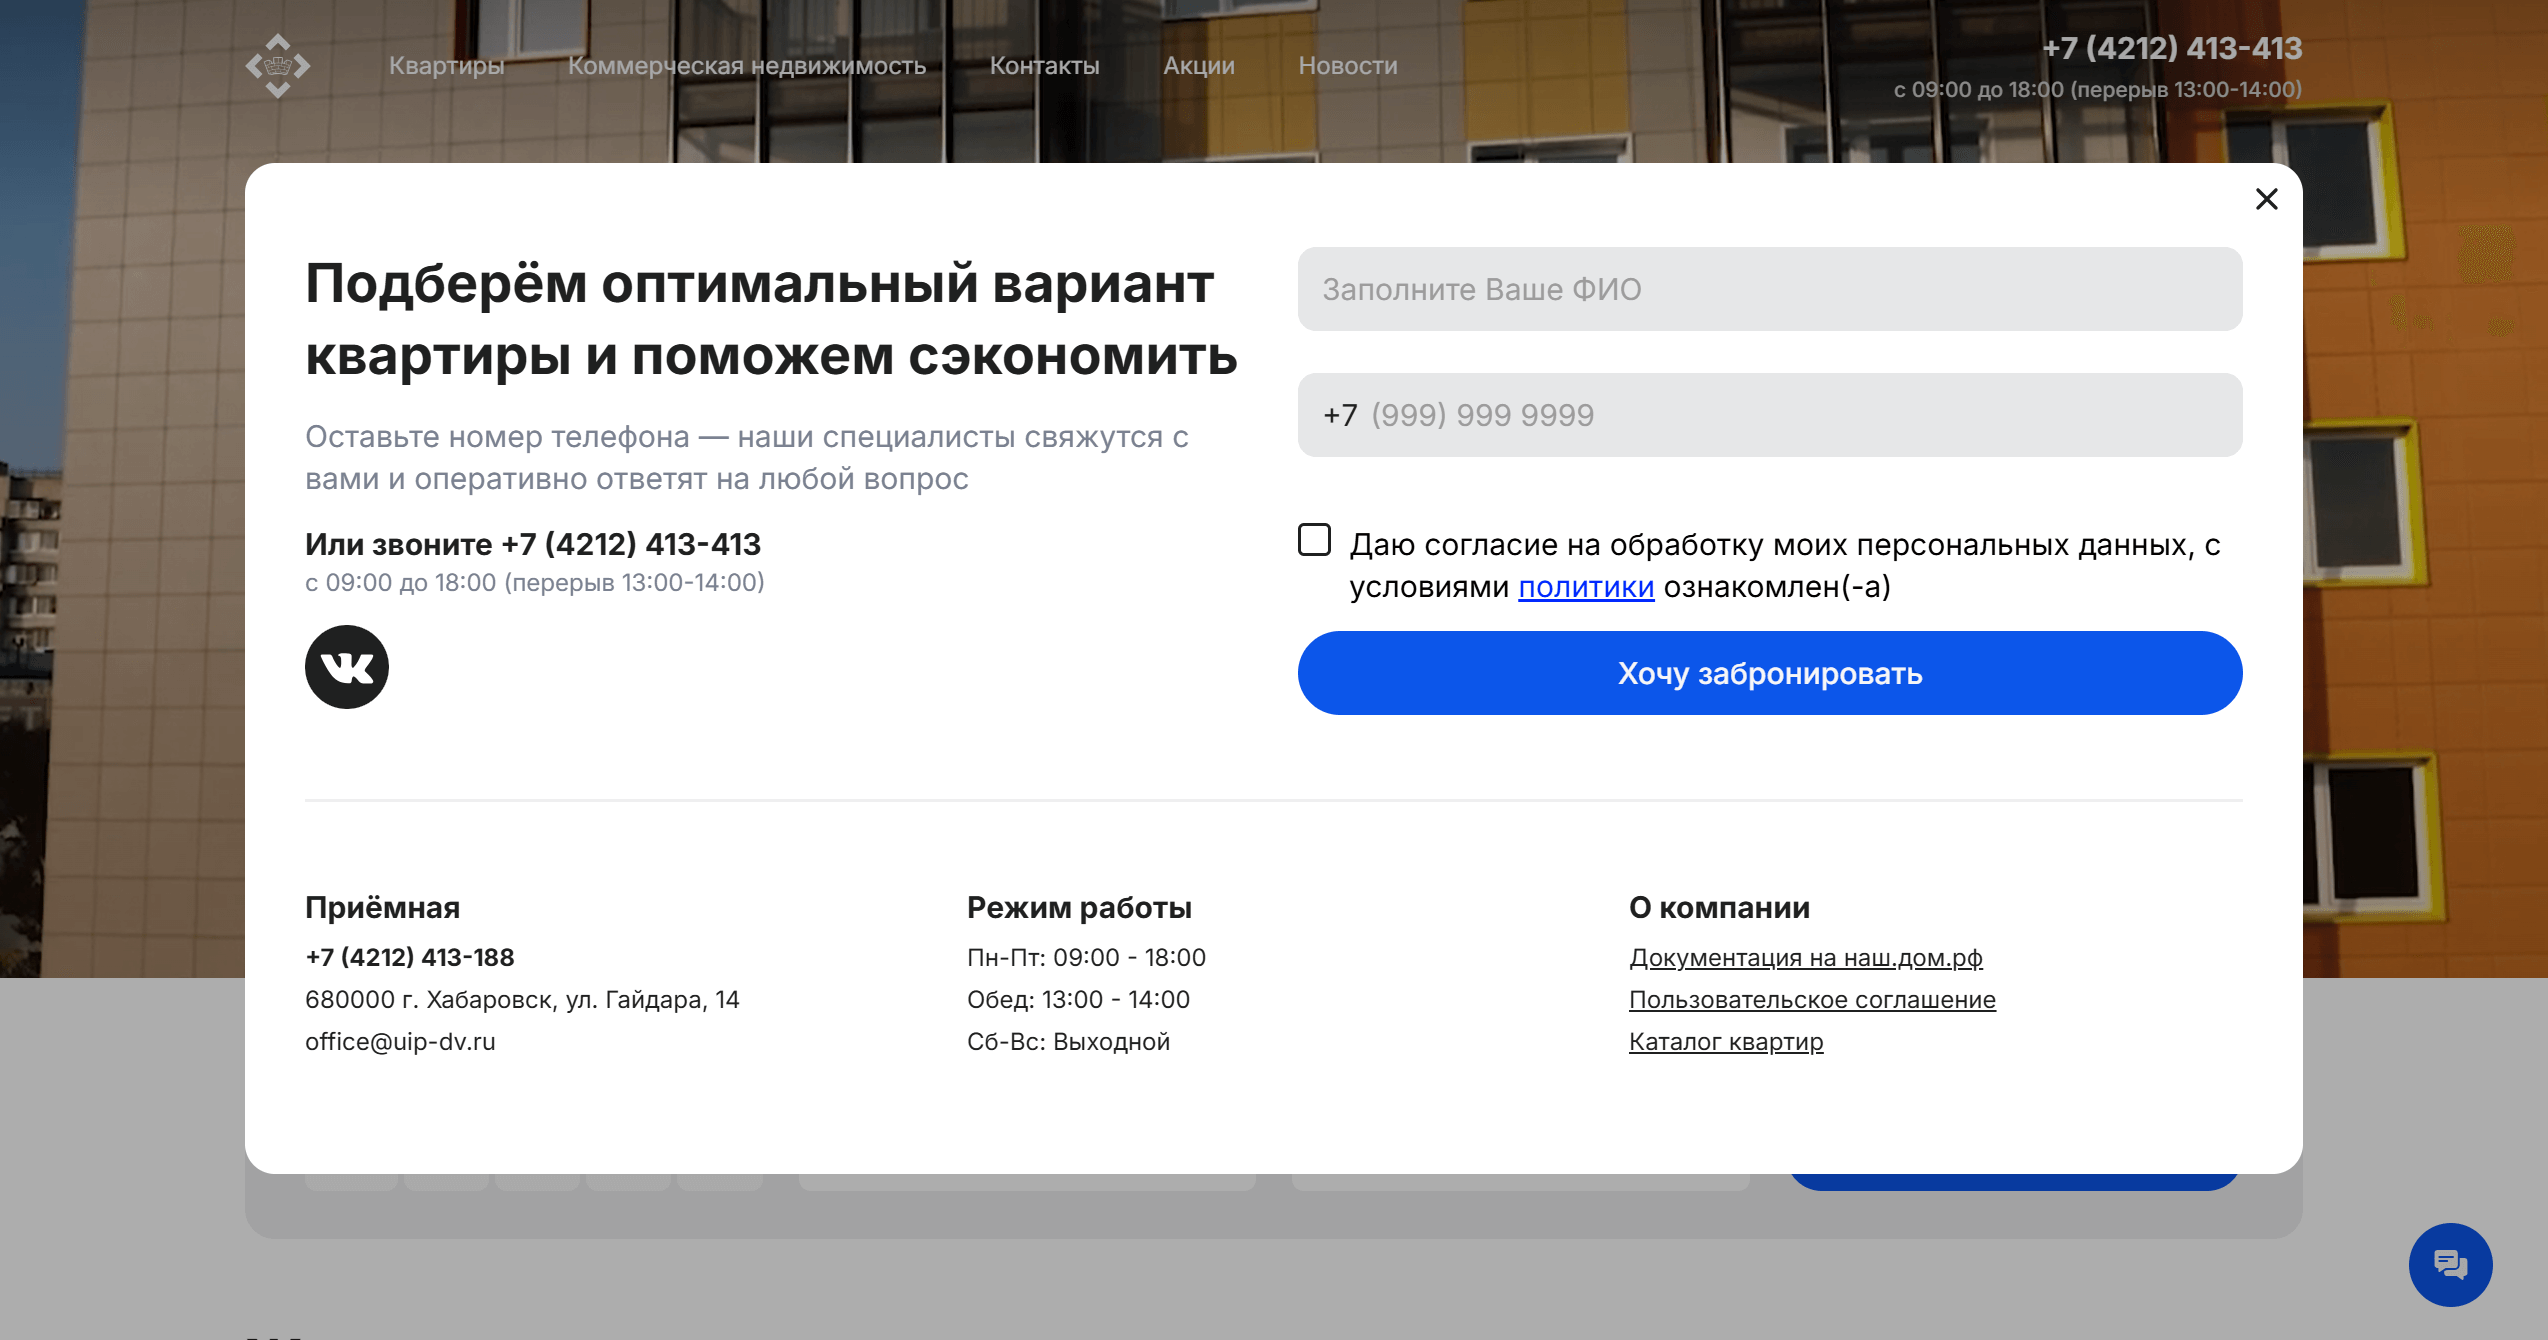 Квартиры
Коммерческая недвижимость
Контакты
Акции
Новости
+7 (4212) 413-413
с 09:00 до 18:00 (перерыв 13:00-14:00)
Подберём оптимальный вариант
квартиры и поможем сэкономить
Оставьте номер телефона — наши специалисты свяжутся с
вами и оперативно ответят на любой вопрос
Или звоните +7 (4212) 413-413
с 09:00 до 18:00 (перерыв 13:00-14:00)
Заполните Ваше ФИО
+7 (999) 999 9999
Даю согласие на обработку моих персональных данных, с
условиями политики ознакомлен(-а)
Хочу забронировать
Приёмная
+7 (4212) 413-188
680000 г. Хабаровск, ул. Гайдара, 14
office@uip-dv.ru
Режим работы
Пн-Пт: 09:00 - 18:00
Обед: 13:00 - 14:00
Сб-Вс: Выходной
О компании
Документация на наш.дом.рф
Пользовательское соглашение
Каталог квартир